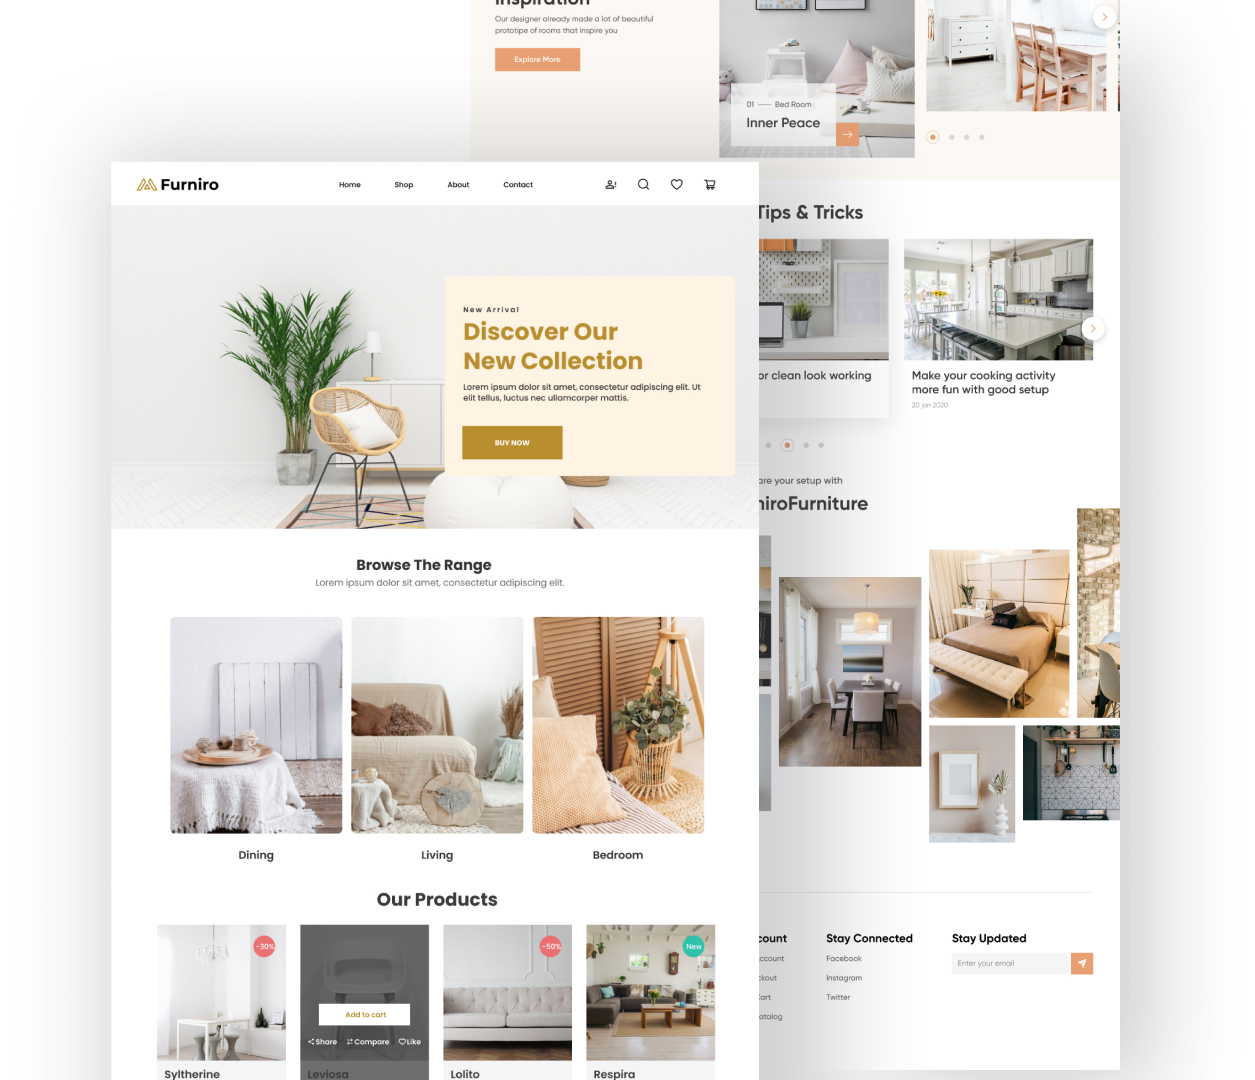 Inspiration
Our designer already made a lot of beautiful
prototipe of rooms that inspire you
Explore More
01 — Bed Room
Inner Peace
Furniro
Home
Shop
About
Contact
New Arrival
Discover Our
New Collection
Lorem ipsum dolor sit amet, consectetur adipiscing elit. Ut
elit tellus, luctus nec ullamcorper mattis.
BUY NOW
Browse The Range
Lorem ipsum dolor sit amet, consectetur adipiscing elit.
Dining
Living
Bedroom
Our Products
-30%
Add to cart
Share
Compare
Like
-50%
New
Syltherine
Leviosa
Lolito
Respira
Tips & Tricks
or clean look working
Make your cooking activity
more fun with good setup
20 jan 2020
are your setup with
niroFurniture
count
ccount
ckout
Cart
atalog
Stay Connected
Facebook
Instagram
Twitter
Stay Updated
Enter your email